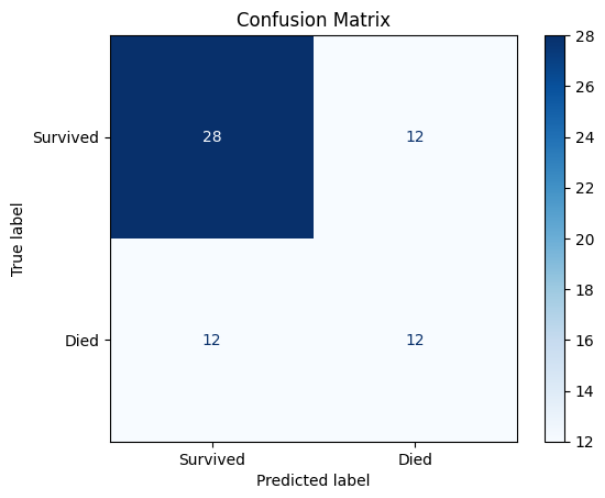 Confusion Matrix
True label
Survived
Died
28
12
12
12
Survived
Died
Predicted label
28
26
24
22
20
18
16
14
12